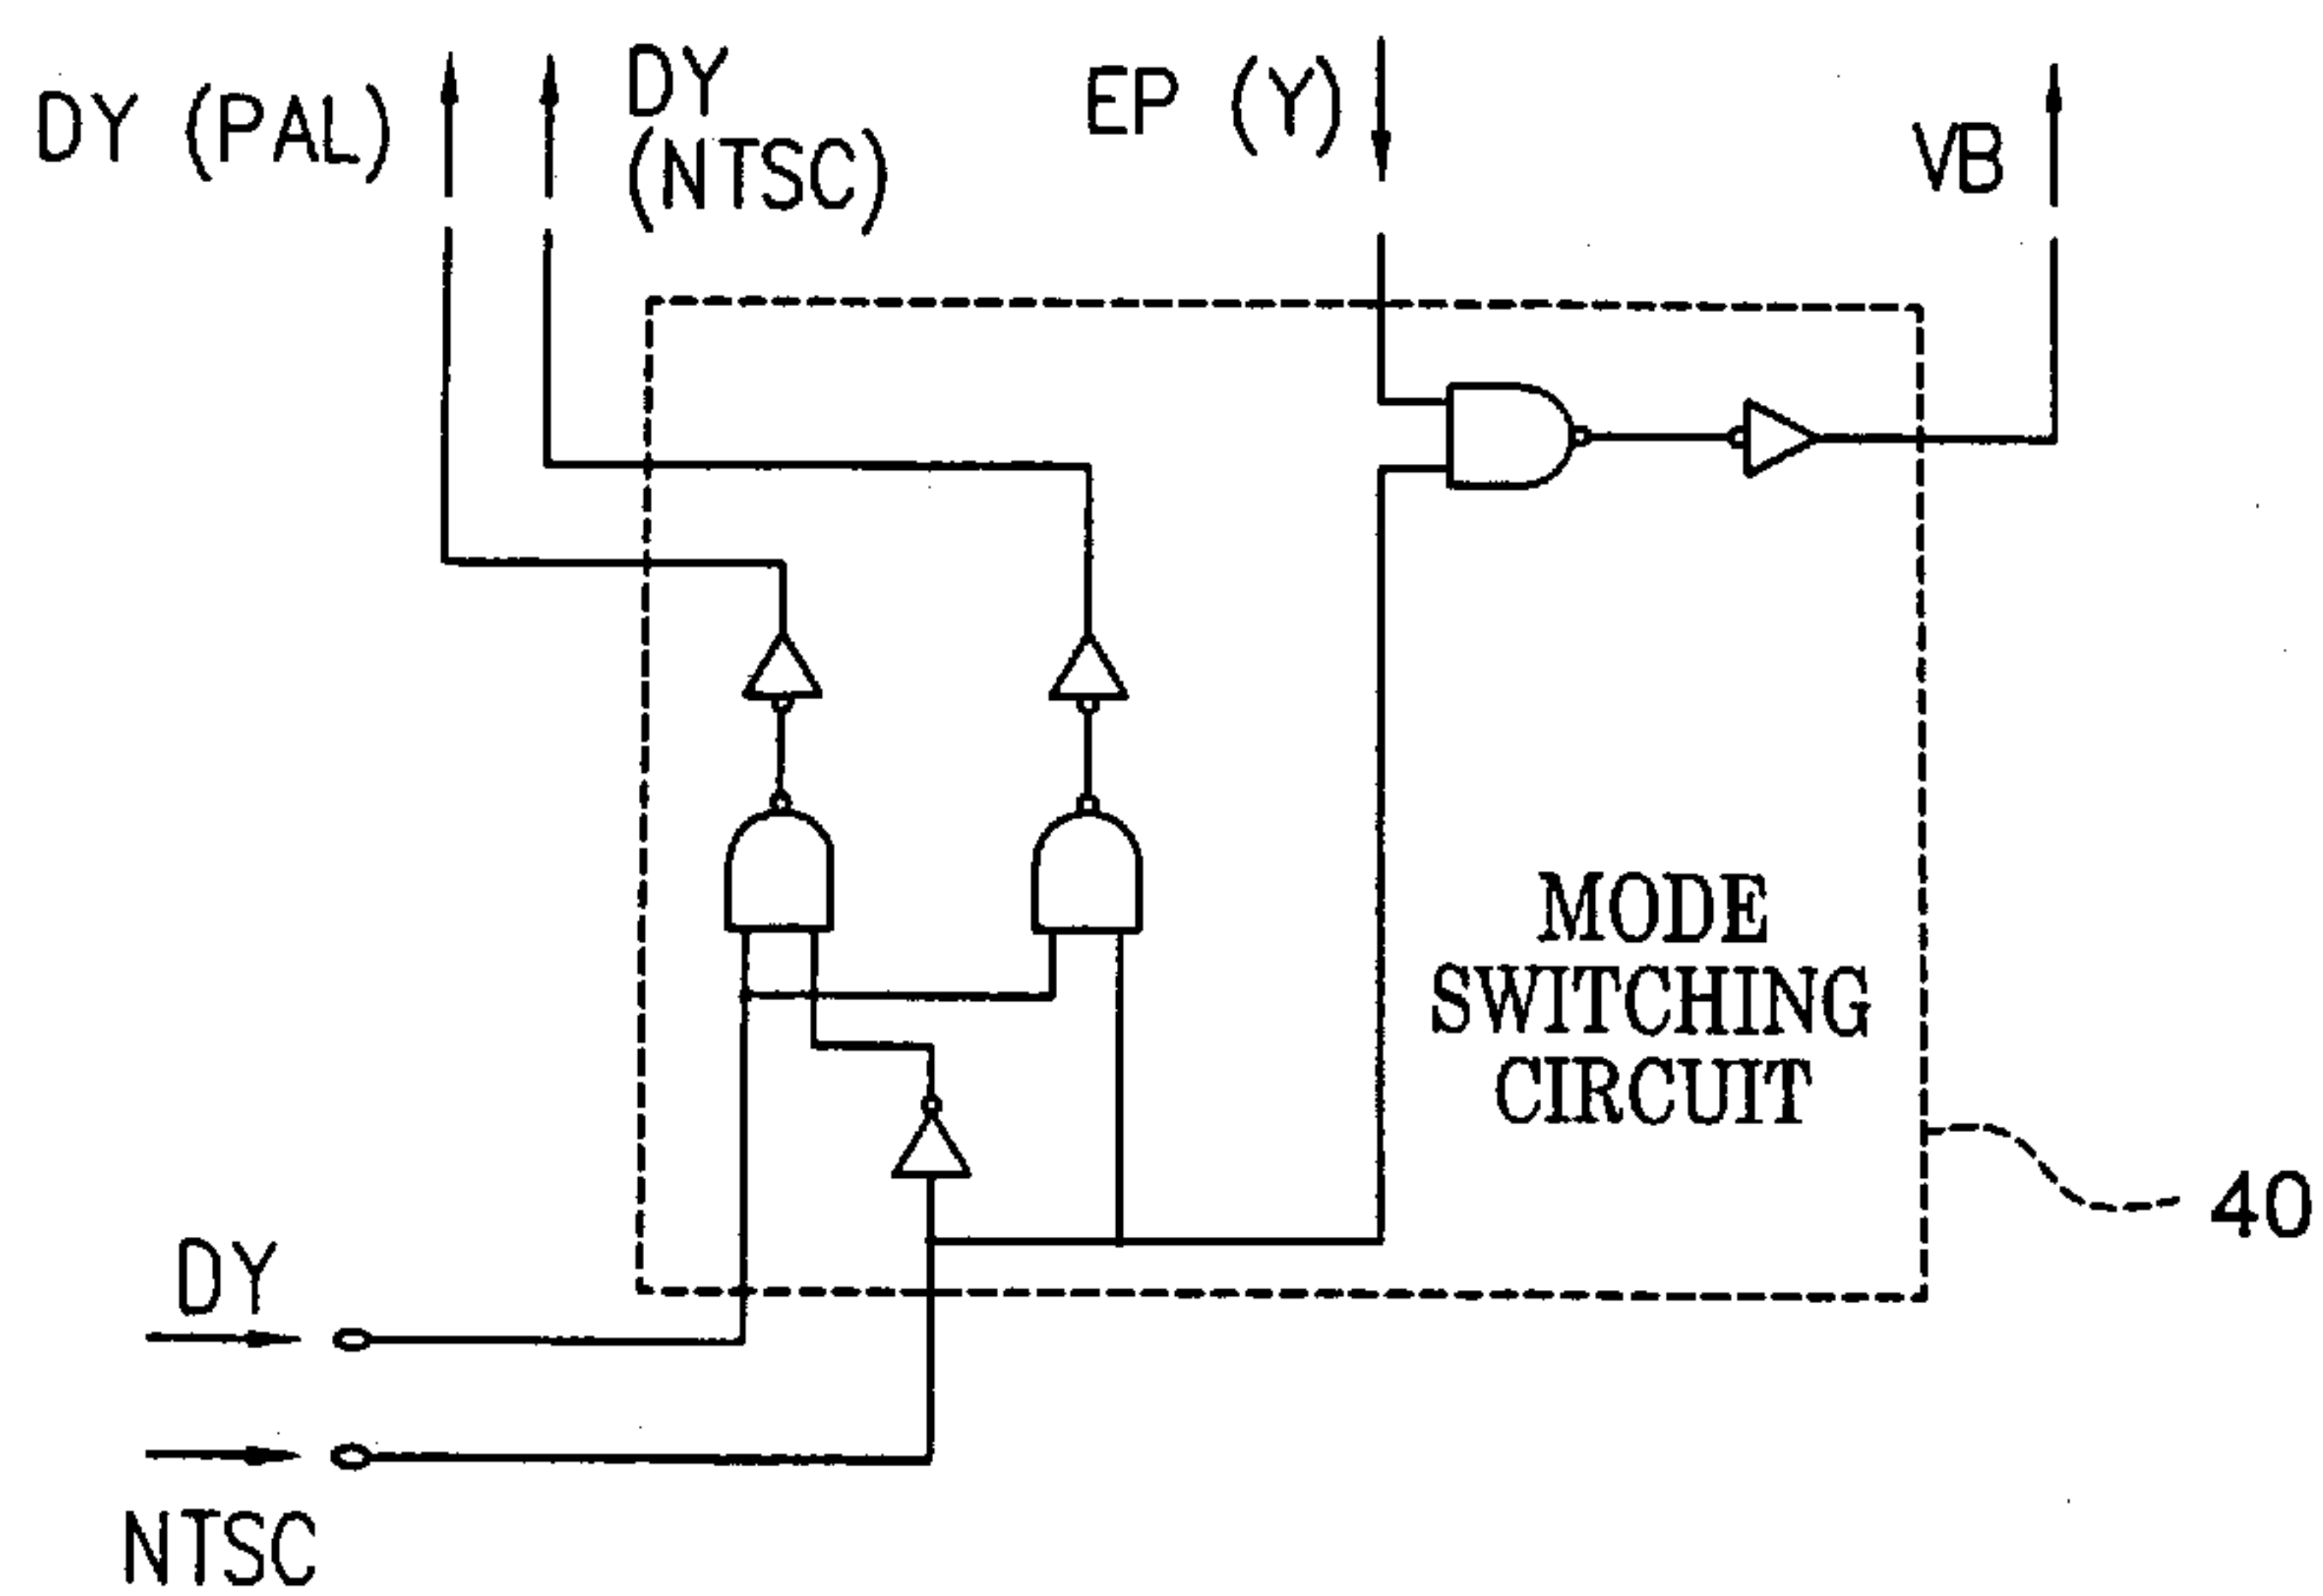 DY (PAL)
DY
(NTSC)
EP (Y)
VB
MODE
SWITCHING
CIRCUIT
40
DY
NTSC